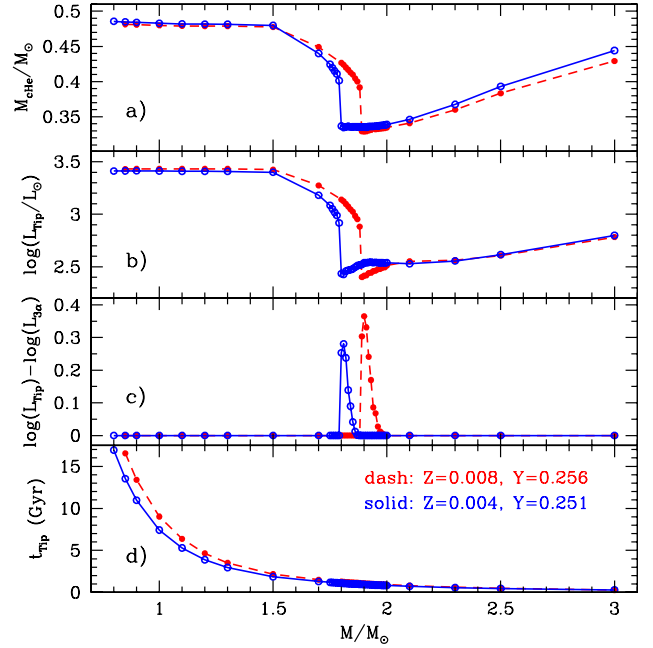 0.5
0.45
0.4
0.35
M_cHe/M_⊙
a)
3.5
3
2.5
log(L_Tip/L_⊙)
b)
0.4
0.3
0.2
0.1
0
log(L_Tip)−log(L_3α)
c)
15
10
5
0
t_Tip (Gyr)
dash: Z=0.008, Y=0.256
solid: Z=0.004, Y=0.251
d)
1 1.5 2 2.5 3
M/M_⊙